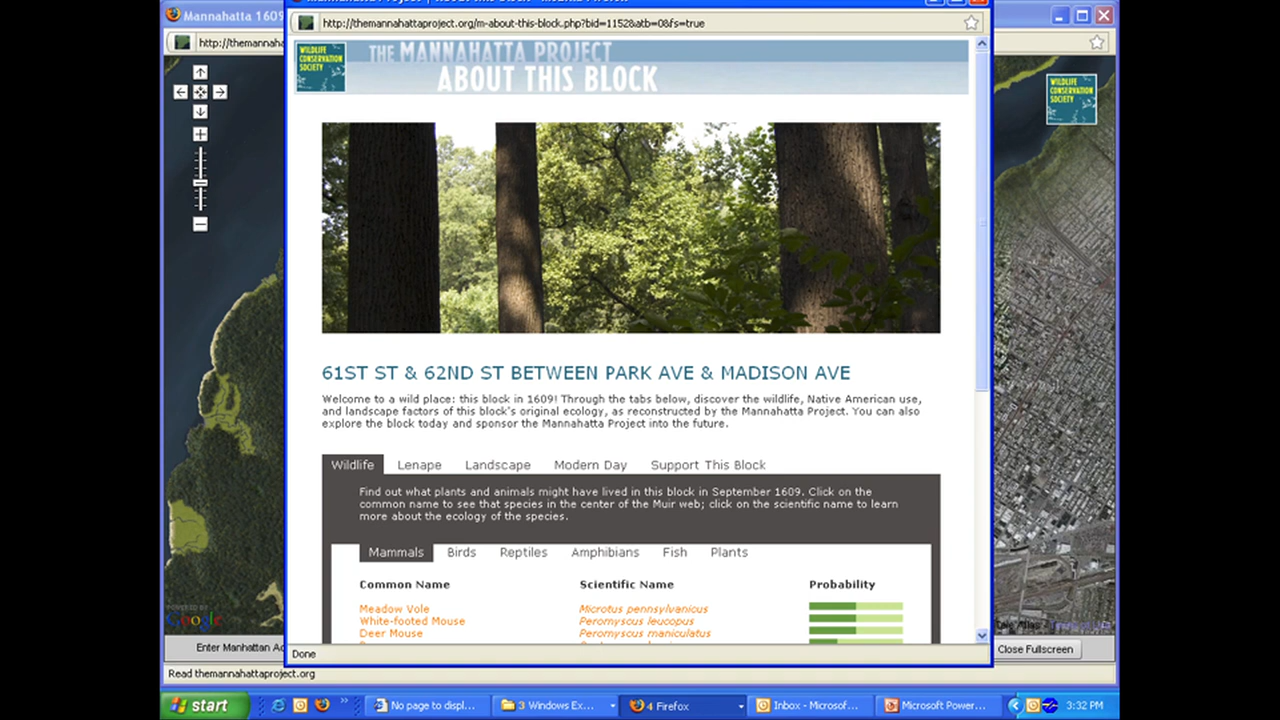 Mannahatta 1609
http://themannahattaproject.org/m-about-this-block.php?bid=1152&atb=0&fs=true
http://themannaha
WILDLIFE
CONSERVATION
SOCIETY
THE MANNAHATTA PROJECT
ABOUT THIS BLOCK
WILDLIFE
CONSERVATION
SOCIETY
61ST ST & 62ND ST BETWEEN PARK AVE & MADISON AVE
Welcome to a wild place: this block in 1609! Through the tabs below, discover the wildlife, Native American use,
and landscape factors of this block's original ecology, as reconstructed by the Mannahatta Project. You can also
explore the block today and sponsor the Mannahatta Project into the future.
Wildlife Lenape Landscape Modern Day Support This Block
Find out what plants and animals might have lived in this block in September 1609. Click on the
common name to see that species in the center of the Muir web; click on the scientific name to learn
more about the ecology of the species.
Mammals Birds Reptiles Amphibians Fish Plants
Common Name Scientific Name Probability
Meadow Vole Microtus pennsylvanicus
White-footed Mouse Peromyscus leucopus
Deer Mouse Peromyscus maniculatus
POWERED BY
Google
Enter Manhattan Ad
Close Fullscreen
Done
Read themannahattaproject.org
start
No page to displ...
3 Windows Ex...
4 Firefox
Inbox - Microsof...
Microsoft Power...
3:32 PM